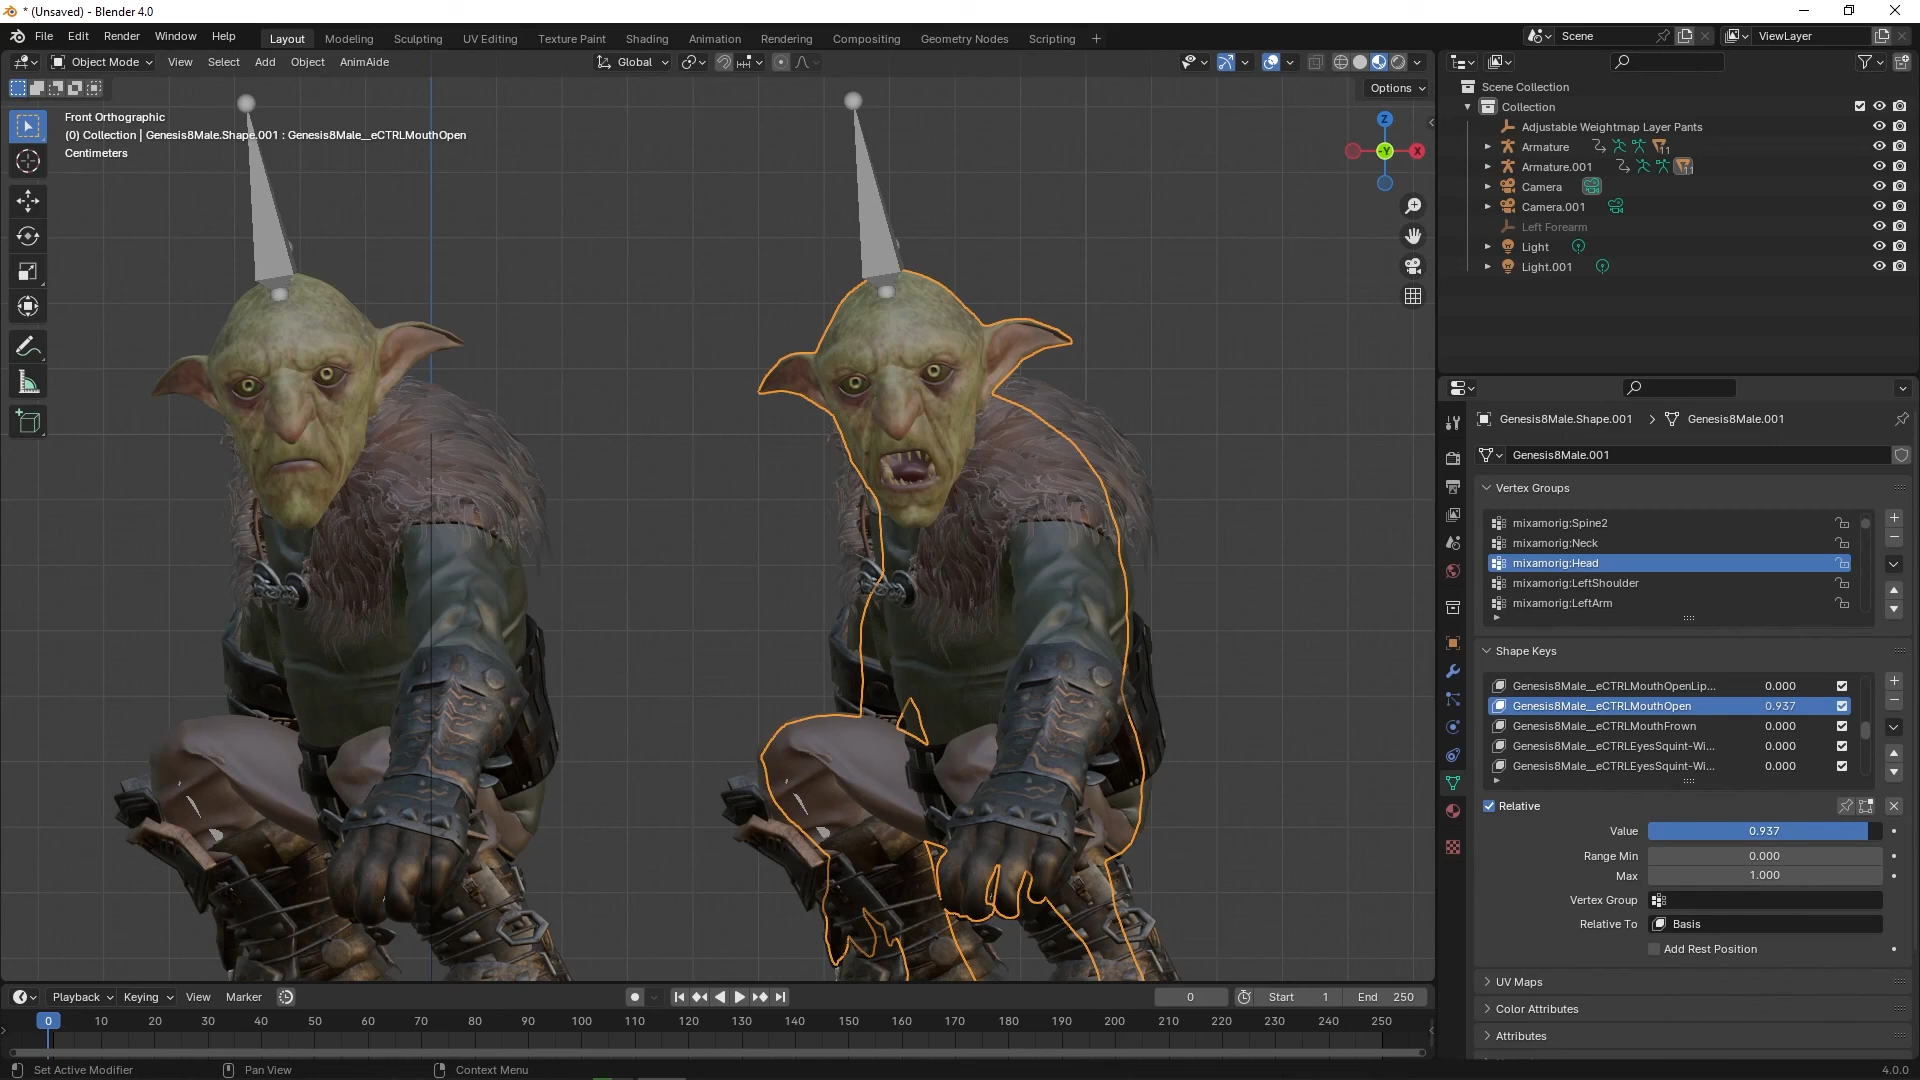 * (Unsaved) - Blender 4.0
File Edit Render Window Help
Layout Modeling Sculpting UV Editing Texture Paint Shading Animation Rendering Compositing Geometry Nodes Scripting +
Scene
ViewLayer
Object Mode View Select Add Object AnimAide
Global
Options
Front Orthographic
(0) Collection | Genesis8Male.Shape.001 : Genesis8Male__eCTRLMouthOpen
Centimeters
Z
-Y
X
Scene Collection
Collection
Adjustable Weightmap Layer Pants
Armature 11
Armature.001 11
Camera
Camera.001
Left Forearm
Light
Light.001
Genesis8Male.Shape.001 > Genesis8Male.001
Genesis8Male.001
Vertex Groups
mixamorig:Spine2
mixamorig:Neck
mixamorig:Head
mixamorig:LeftShoulder
mixamorig:LeftArm
Shape Keys
Genesis8Male__eCTRLMouthOpenLip... 0.000
Genesis8Male__eCTRLMouthOpen 0.937
Genesis8Male__eCTRLMouthFrown 0.000
Genesis8Male__eCTRLEyesSquint-Wi... 0.000
Genesis8Male__eCTRLEyesSquint-Wi... 0.000
Relative
Value 0.937
Range Min 0.000
Max 1.000
Vertex Group
Relative To Basis
Add Rest Position
UV Maps
Color Attributes
Attributes
Playback Keying View Marker
0 Start 1 End 250
0 10 20 30 40 50 60 70 80 90 100 110 120 130 140 150 160 170 180 190 200 210 220 230 240 250
Set Active Modifier Pan View Context Menu
4.0.0